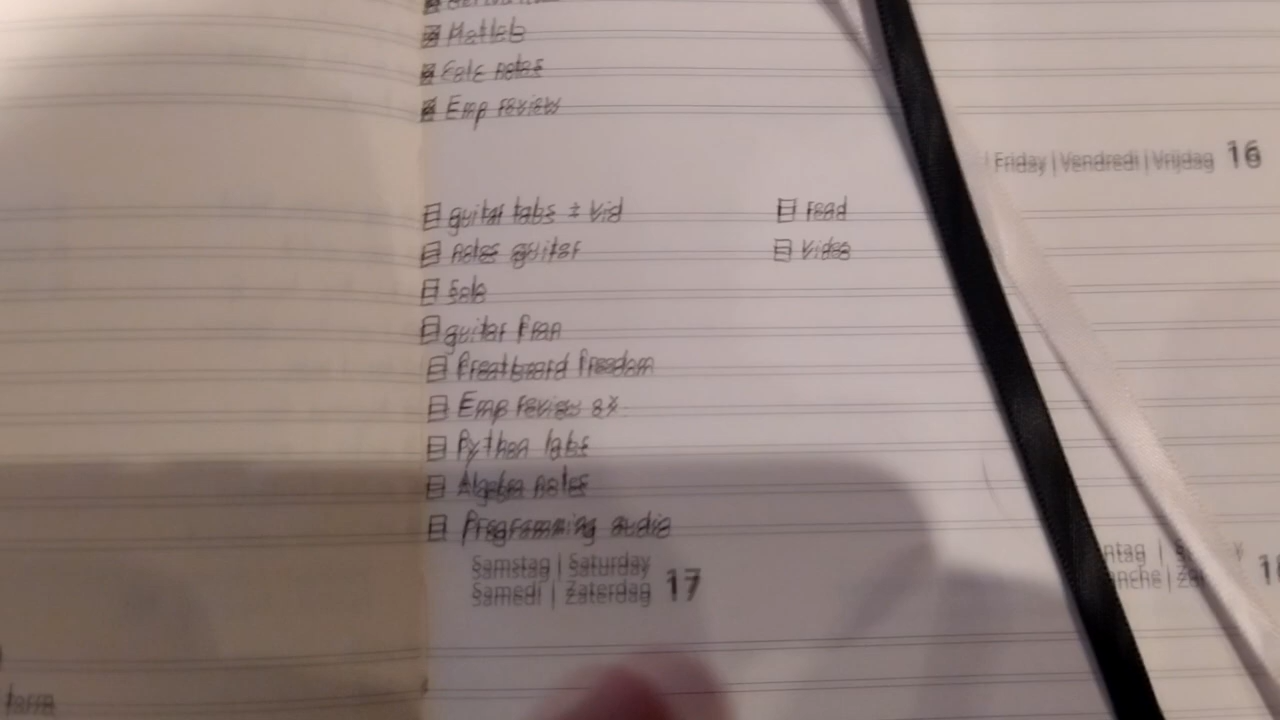 Matlab
Calc notes
Emp review
Friday | Vendredi | Vrijdag 16
guitar tabs + vid
read
notes guitar
video
Solo
guitar Fran
Fretboard freedom
Emp review ex
Python labs
Algebra notes
Programming audio
Samstag | Saturday
Samedi | Zaterdag 17